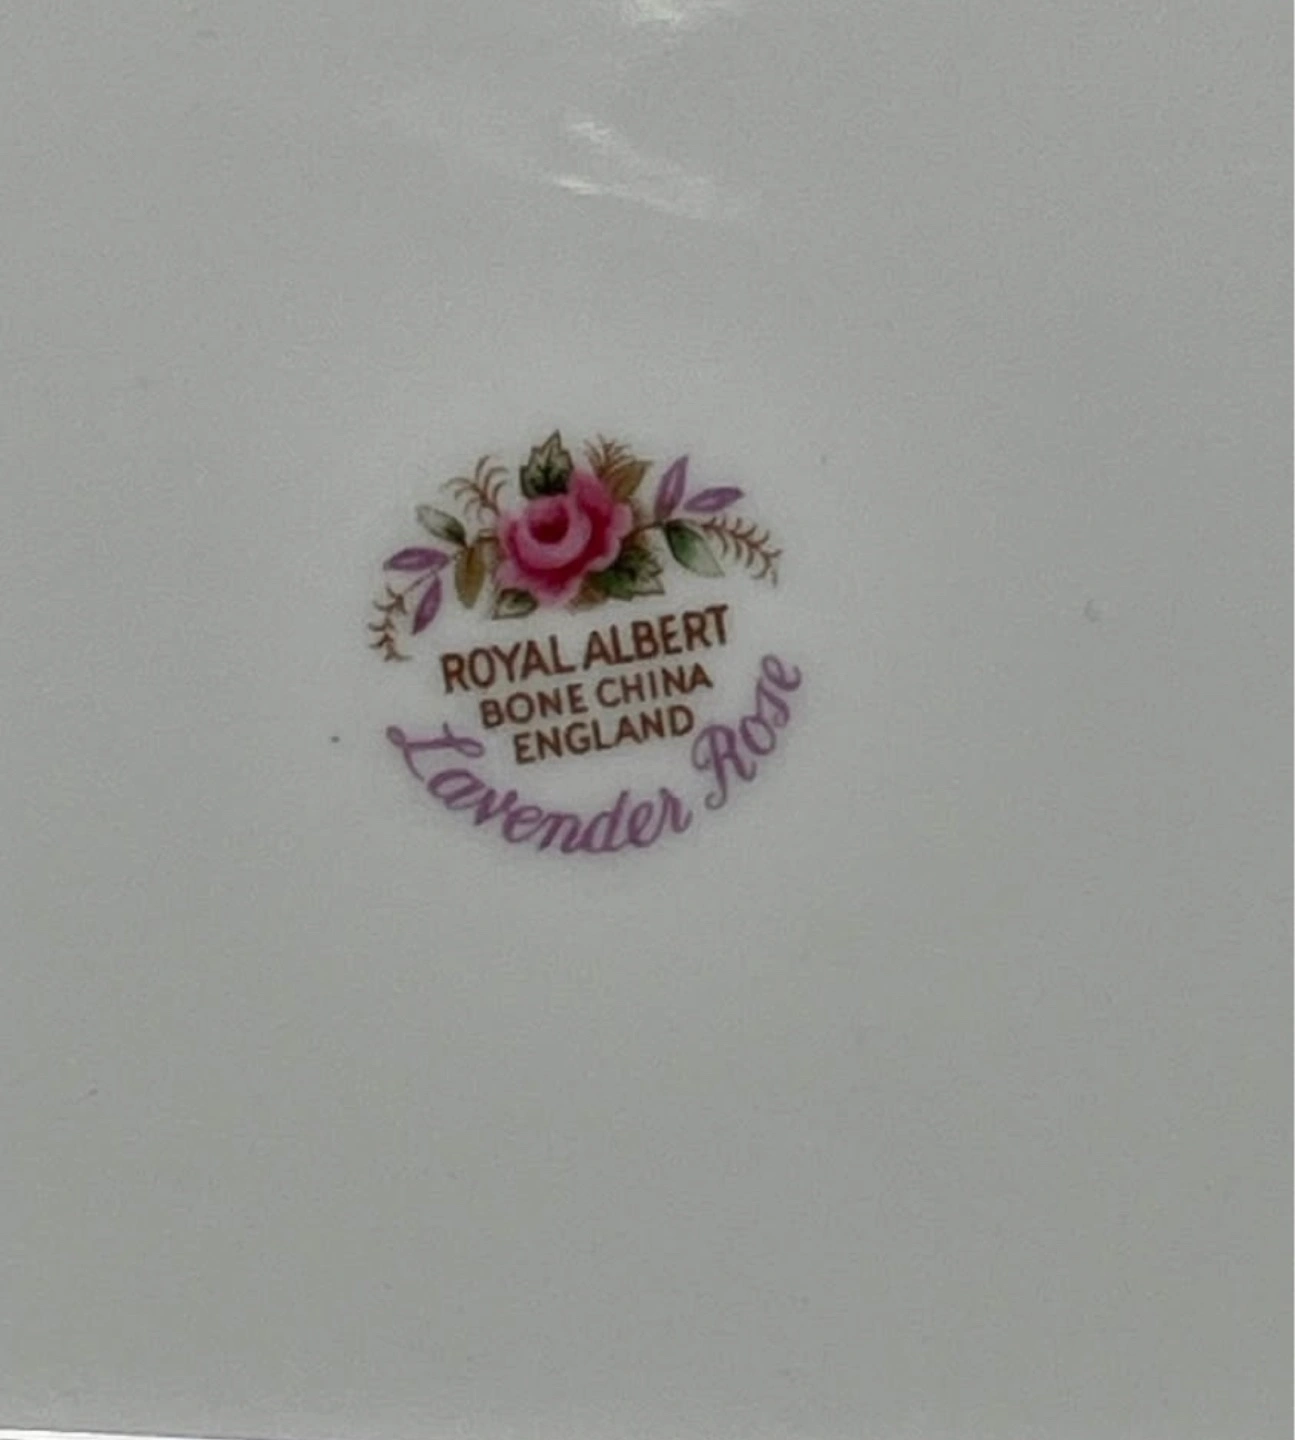 ROYAL ALBERT
BONE CHINA
ENGLAND
Lavender Rose